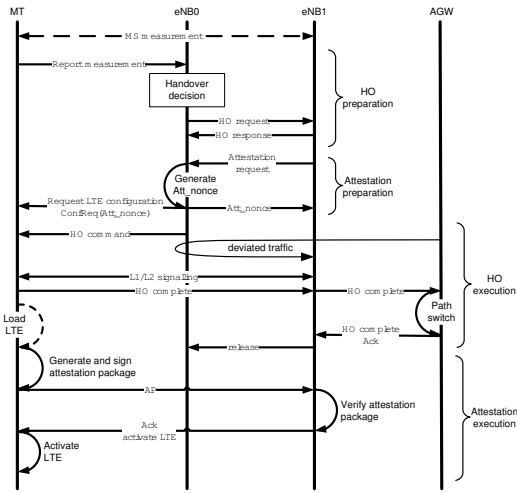 MT
eNB0
eNB1
AGW
MS measurement
Report measurement
Handover
decision
HO
preparation
HO request
HO response
Attestation
request
Generate
Att_nonce
Attestation
preparation
Request LTE configuration
ConfReq(Att_nonce)
Att_nonce
HO command
deviated traffic
L1/L2 signalling
HO complete
HO complete
HO
execution
Load
LTE
Path
switch
HO complete
Ack
release
Generate and sign
attestation package
AP
Verify attestation
package
Attestation
execution
Ack
activate LTE
Activate
LTE